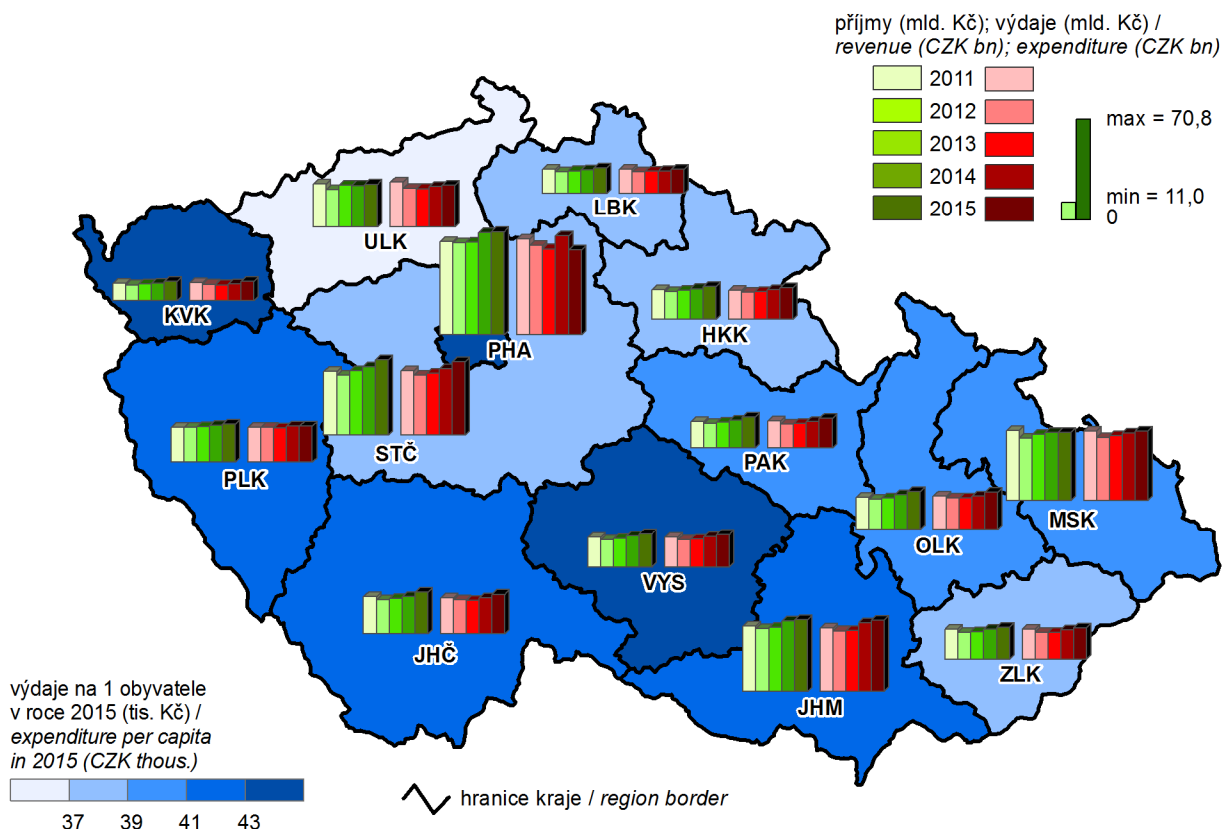 příjmy (mld. Kč); výdaje (mld. Kč) /
revenue (CZK bn); expenditure (CZK bn)
2011
2012
2013
2014
2015
max = 70,8
min = 11,0
0
LBK
ULK
KVK
PHA
HKK
STČ
PLK
PAK
MSK
OLK
VYS
JHČ
ZLK
JHM
výdaje na 1 obyvatele
v roce 2015 (tis. Kč) /
expenditure per capita
in 2015 (CZK thous.)
37 39 41 43
hranice kraje / region border